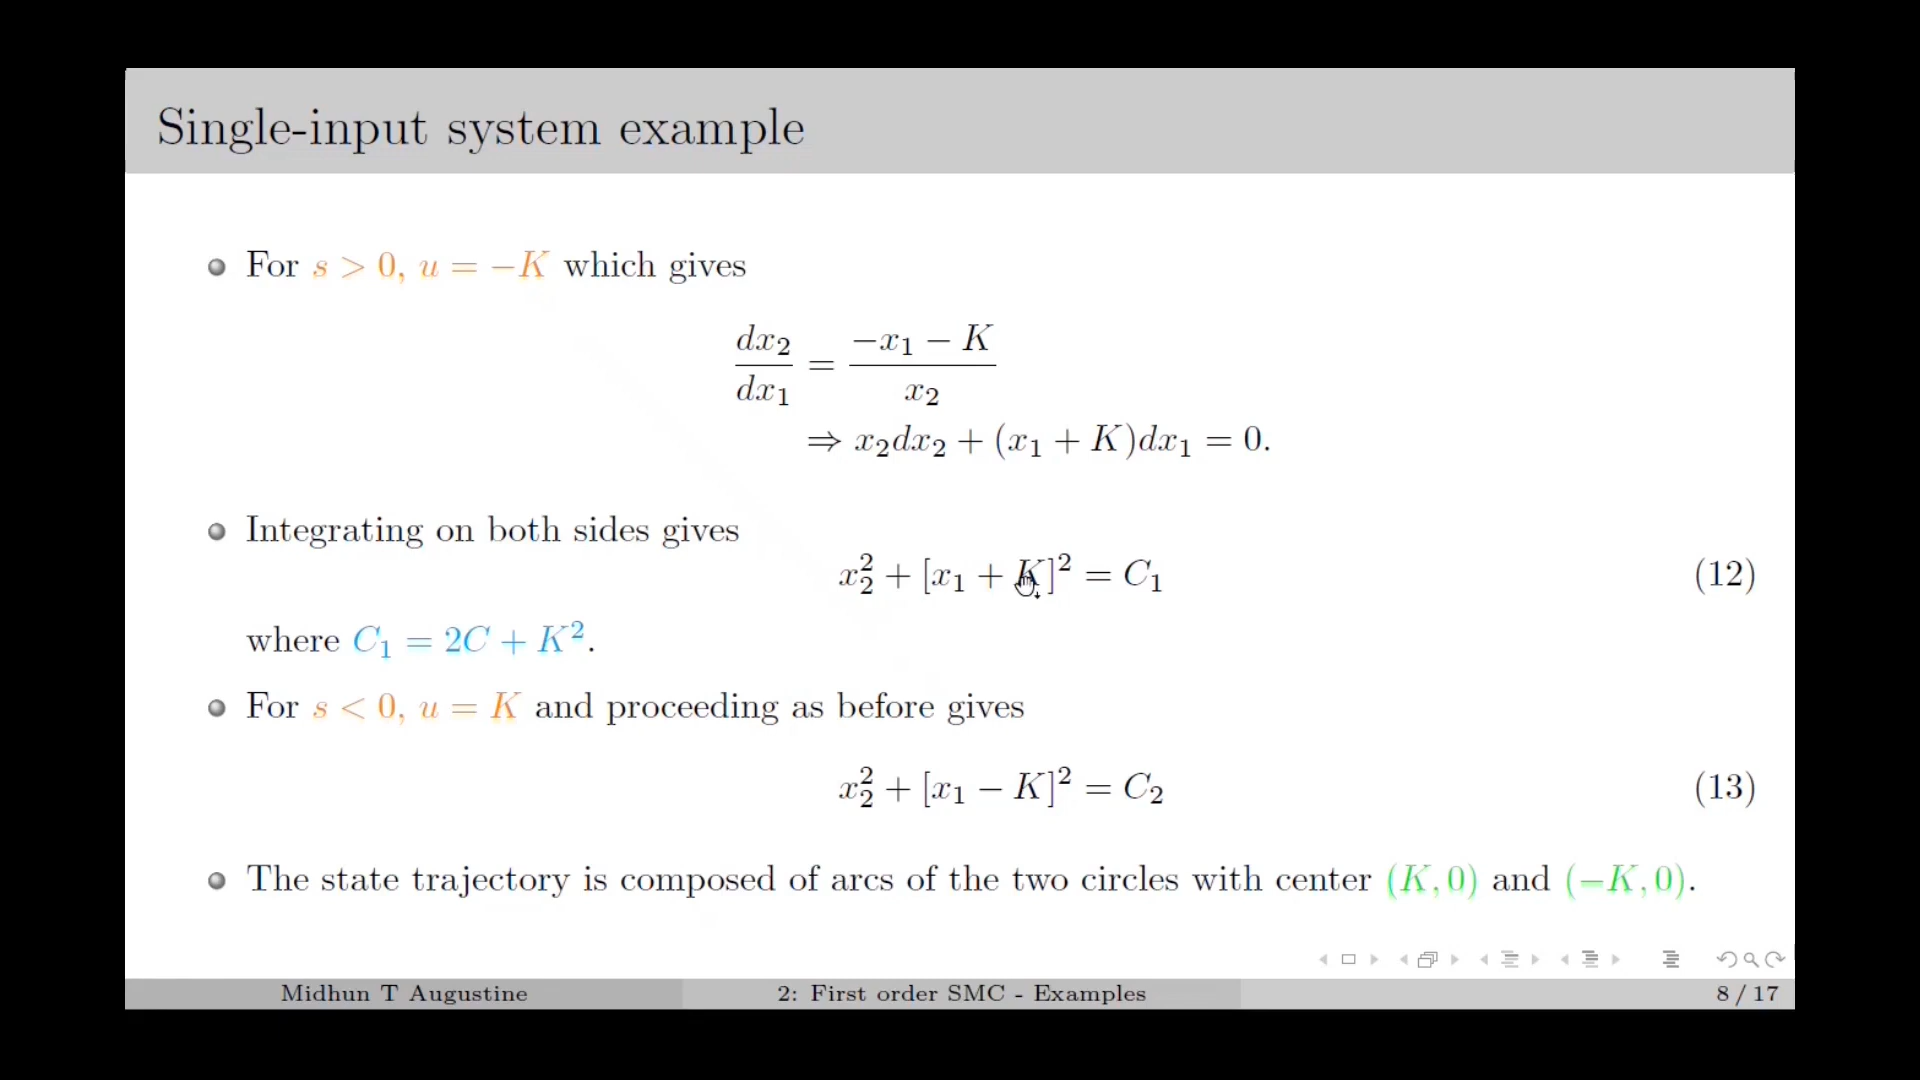 Single-input system example
For s > 0, u = −K which gives
dx₂/dx₁ = (−x₁ − K)/x₂
⇒ x₂dx₂ + (x₁ + K)dx₁ = 0.
Integrating on both sides gives
x₂² + [x₁ + K]² = C₁ (12)
where C₁ = 2C + K².
For s < 0, u = K and proceeding as before gives
x₂² + [x₁ − K]² = C₂ (13)
The state trajectory is composed of arcs of the two circles with center (K, 0) and (−K, 0).
Midhun T Augustine 2: First order SMC - Examples 8 / 17